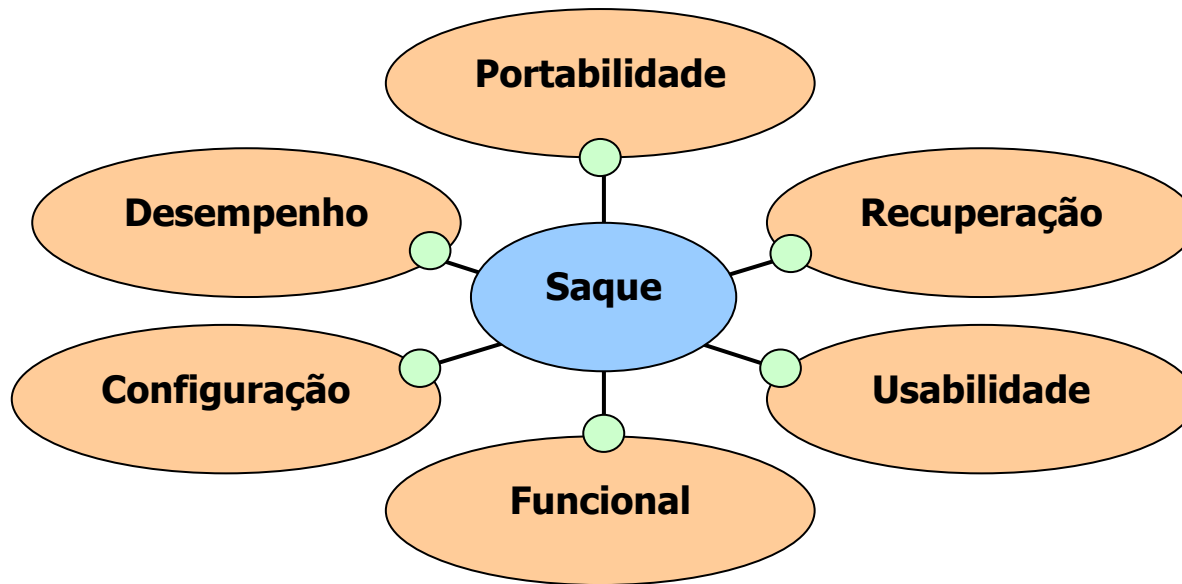 Portabilidade
Desempenho
Recuperação
Saque
Configuração
Usabilidade
Funcional